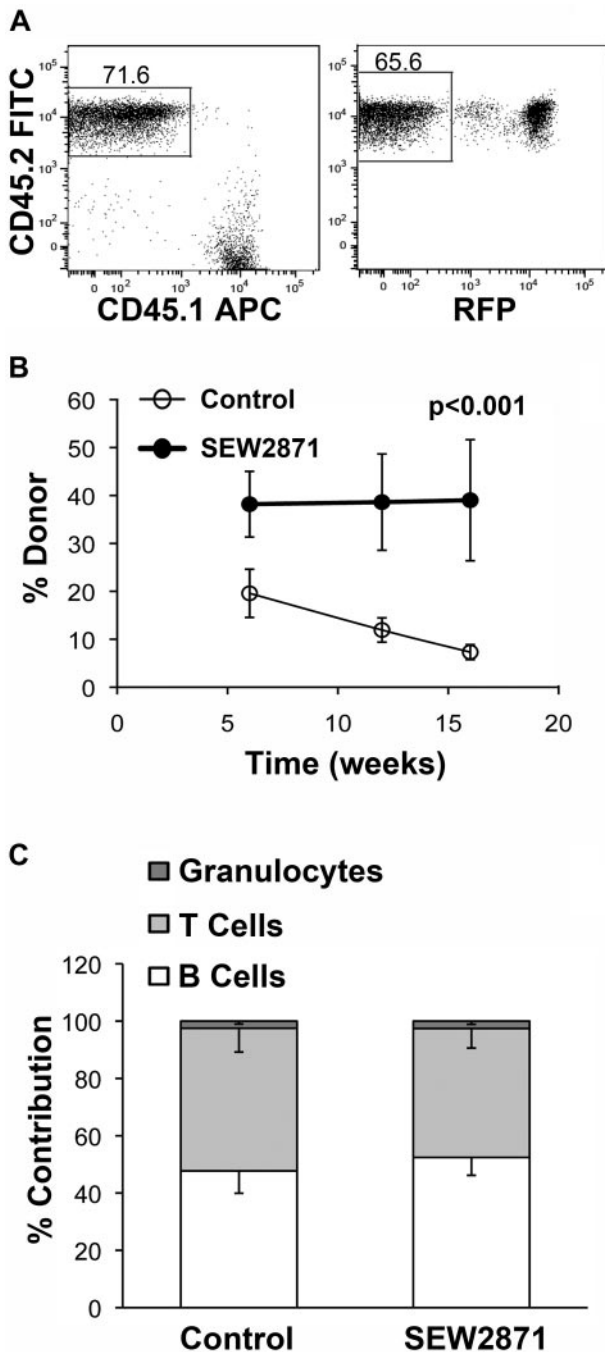 A
71.6
65.6
CD45.2 FITC
10⁵
10⁴
10³
10²
0
10⁵
10⁴
10³
10²
0
0 10² 10³ 10⁴ 10⁵
0 10² 10³ 10⁴ 10⁵
CD45.1 APC
RFP
B
Control
SEW2871
p<0.001
% Donor
60
50
40
30
20
10
0
0 5 10 15 20
Time (weeks)
C
Granulocytes
T Cells
B Cells
% Contribution
120
100
80
60
40
20
0
Control SEW2871